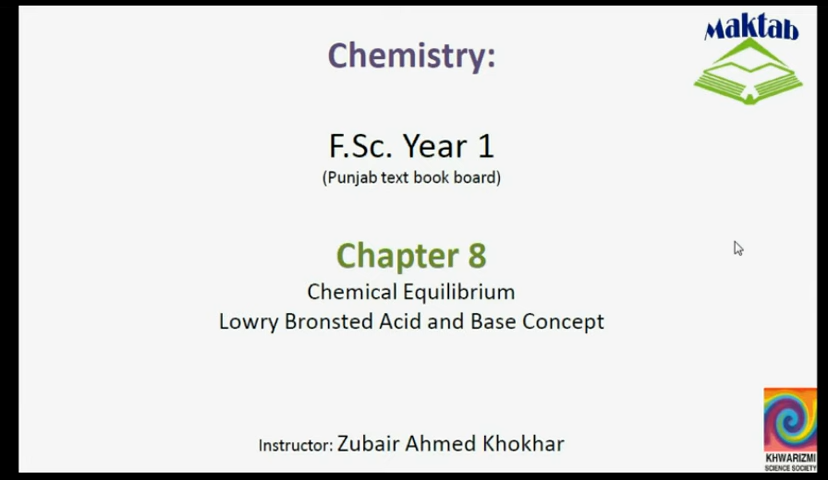 Maktab
Chemistry:
F.Sc. Year 1
(Punjab text book board)
Chapter 8
Chemical Equilibrium
Lowry Bronsted Acid and Base Concept
Instructor: Zubair Ahmed Khokhar
KHWARIZMI
SCIENCE SOCIETY